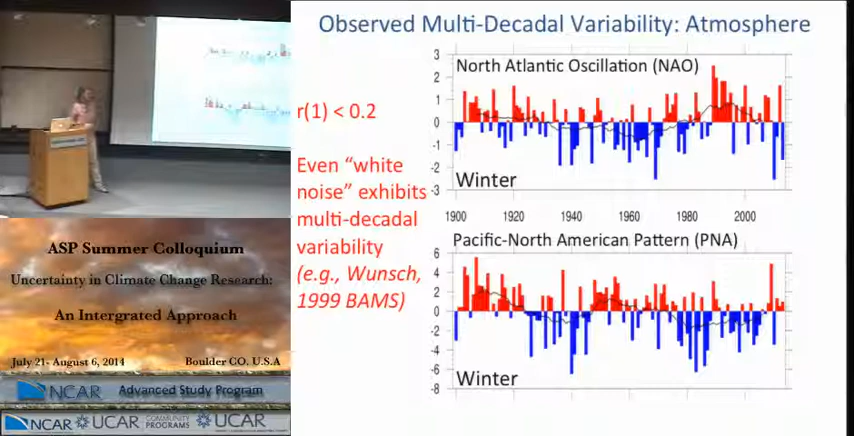 Observed Multi-Decadal Variability: Atmosphere
r(1) < 0.2
Even "white
noise" exhibits
multi-decadal
variability
(e.g., Wunsch,
1999 BAMS)
North Atlantic Oscillation (NAO)
3
2
1
0
-1
-2
-3
Winter
1900 1920 1940 1960 1980 2000
Pacific-North American Pattern (PNA)
6
4
2
0
-2
-4
-6
-8
Winter
ASP Summer Colloquium
Uncertainty in Climate Change Research:
An Intergrated Approach
July 21- August 6, 2014 Boulder CO. U.S.A
NCAR Advanced Study Program
NCAR UCAR COMMUNITY PROGRAMS UCAR